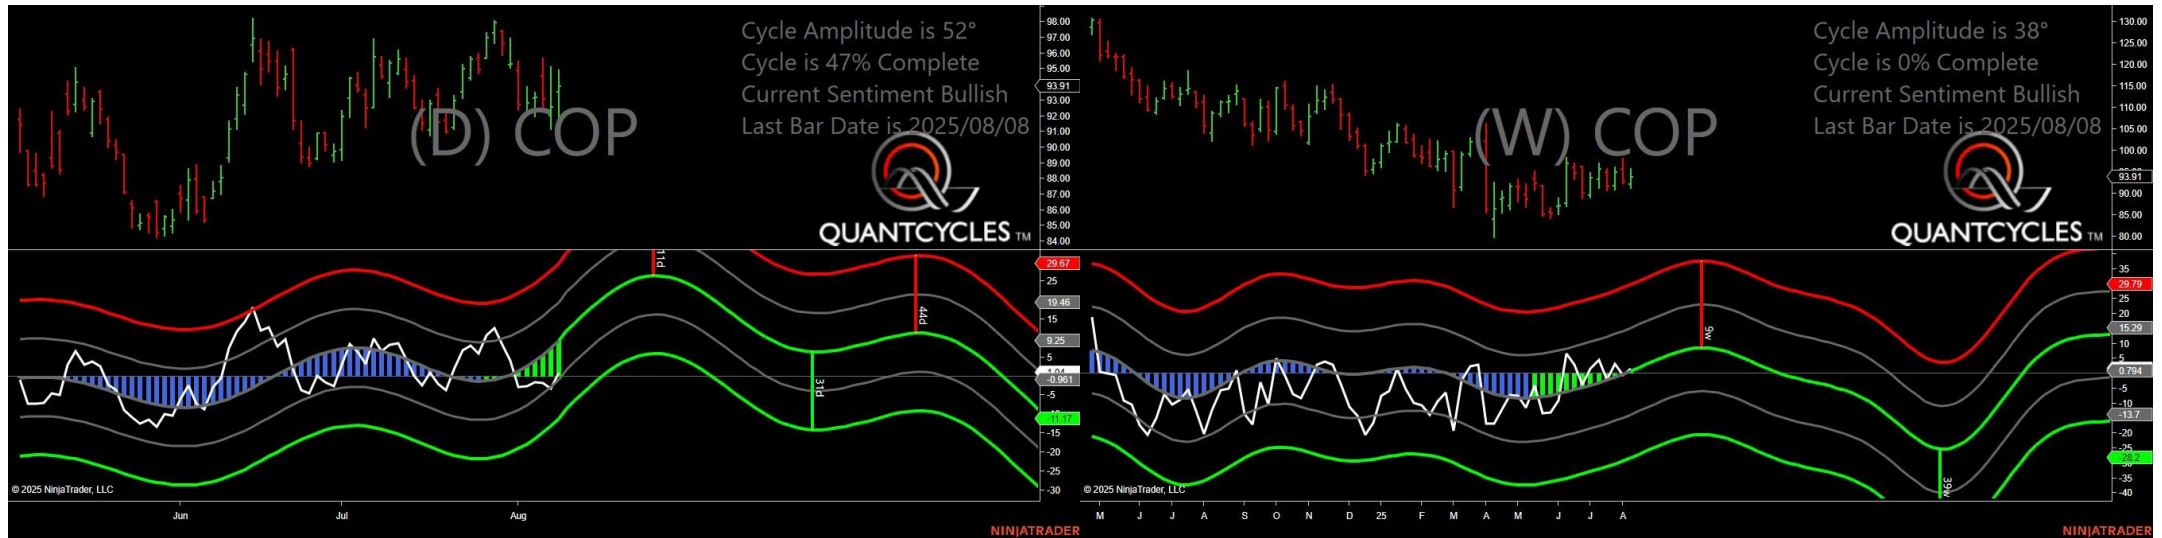 Cycle Amplitude is 52°
Cycle is 47% Complete
Current Sentiment Bullish
Last Bar Date is 2025/08/08
(D) COP
QUANTCYCLES TM
98.00
97.00
96.00
95.00
93.91
93.00
92.00
91.00
90.00
89.00
88.00
87.00
86.00
85.00
84.00
11d
44d
31d
29.67
25
19.46
15
9.25
5
-0.961
-5
-11.17
-15
-20
-25
-30
© 2025 NinjaTrader, LLC
Jun
Jul
Aug
NINJATRADER
Cycle Amplitude is 38°
Cycle is 0% Complete
Current Sentiment Bullish
Last Bar Date is 2025/08/08
(W) COP
QUANTCYCLES TM
130.00
125.00
120.00
115.00
110.00
105.00
100.00
93.91
90.00
85.00
80.00
9w
39w
35
29.79
25
20
15.29
10
5
0.794
-5
-10
-13.7
-20
-25
-28.2
-35
-40
© 2025 NinjaTrader, LLC
M J J A S O N D 25 F M A M J J A
NINJATRADER